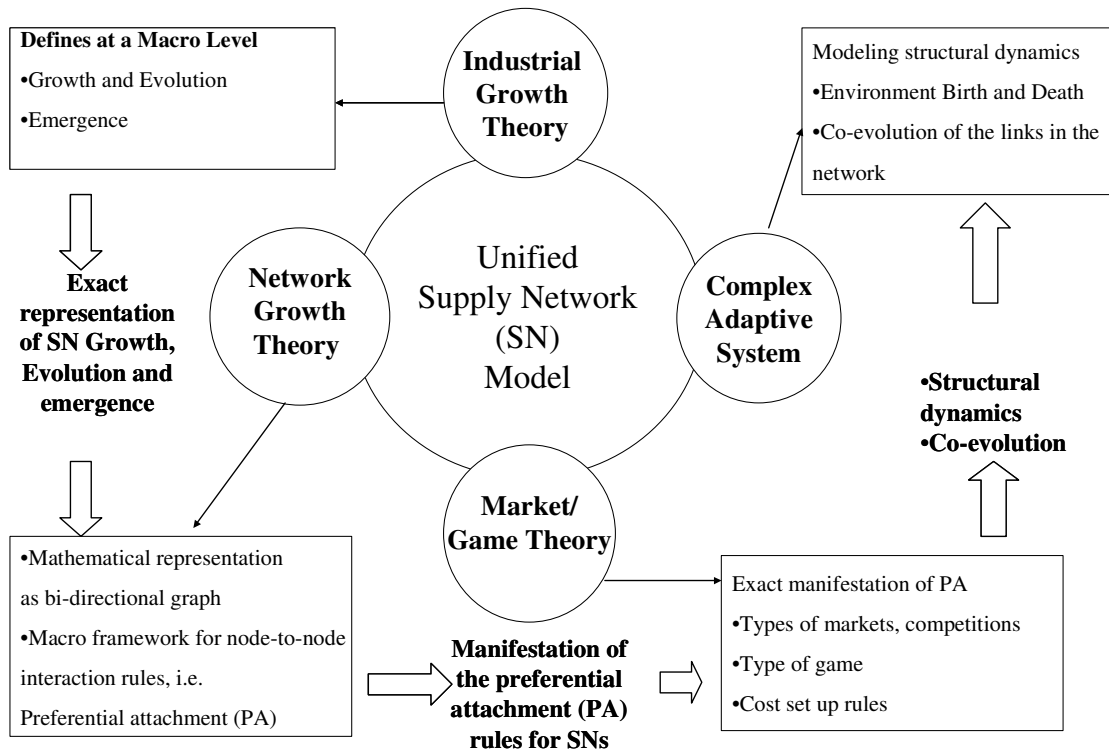 Defines at a Macro Level
•Growth and Evolution
•Emergence
Industrial
Growth
Theory
Modeling structural dynamics
•Environment Birth and Death
•Co-evolution of the links in the
network
Exact
representation
of SN Growth,
Evolution and
emergence
Network
Growth
Theory
Unified
Supply Network
(SN)
Model
Complex
Adaptive
System
•Structural
dynamics
•Co-evolution
Market/
Game Theory
•Mathematical representation
as bi-directional graph
•Macro framework for node-to-node
interaction rules, i.e.
Preferential attachment (PA)
Manifestation of
the preferential
attachment (PA)
rules for SNs
Exact manifestation of PA
•Types of markets, competitions
•Type of game
•Cost set up rules